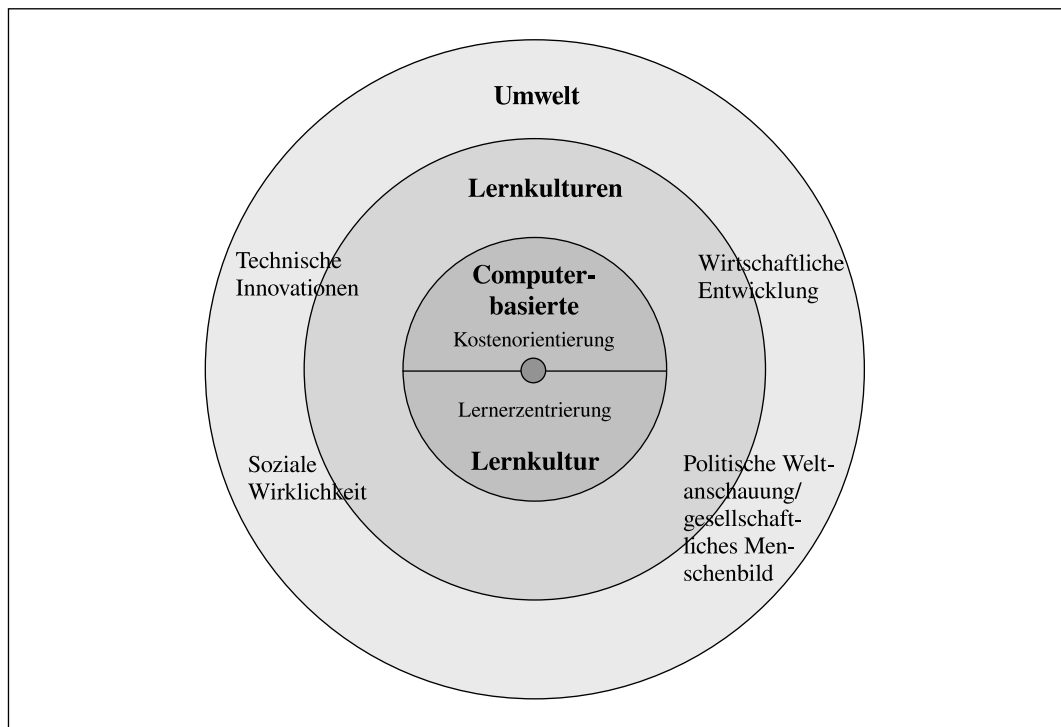 Umwelt
Lernkulturen
Technische
Innovationen
Computer-
basierte
Wirtschaftliche
Entwicklung
Kostenorientierung
Lernerzentrierung
Lernkultur
Soziale
Wirklichkeit
Politische Welt-
anschauung/
gesellschaft-
liches Men-
schenbild